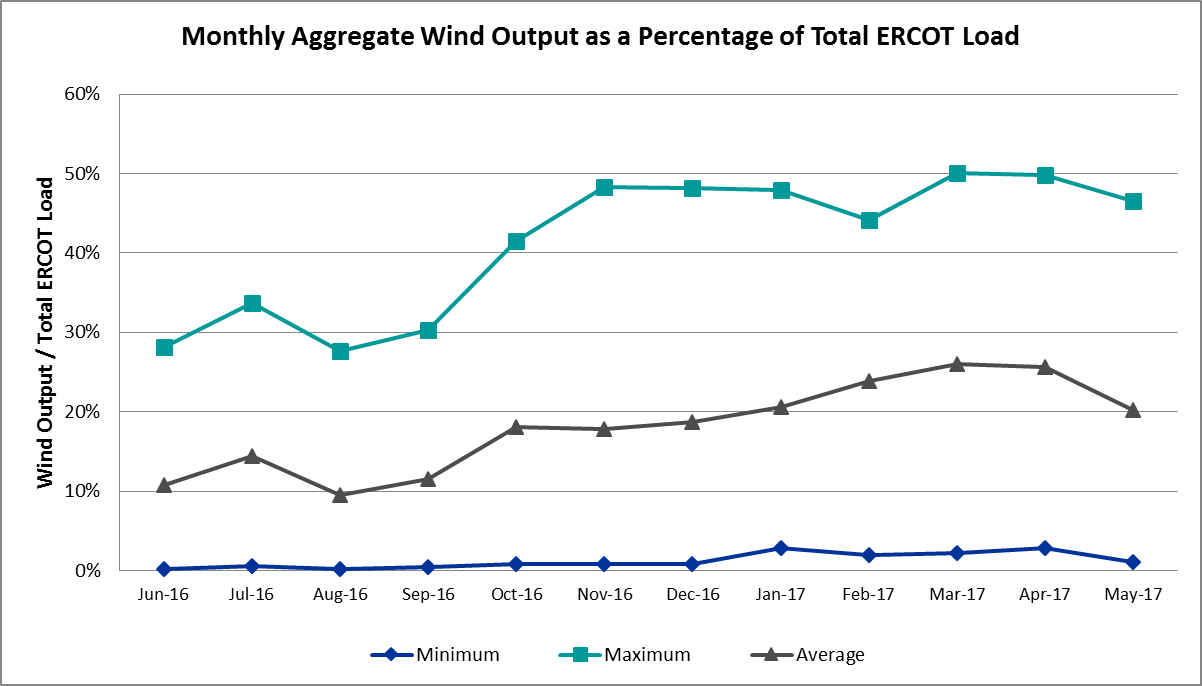 Monthly Aggregate Wind Output as a Percentage of Total ERCOT Load
Wind Output / Total ERCOT Load
60%
50%
40%
30%
20%
10%
0%
Jun-16 Jul-16 Aug-16 Sep-16 Oct-16 Nov-16 Dec-16 Jan-17 Feb-17 Mar-17 Apr-17 May-17
Minimum Maximum Average